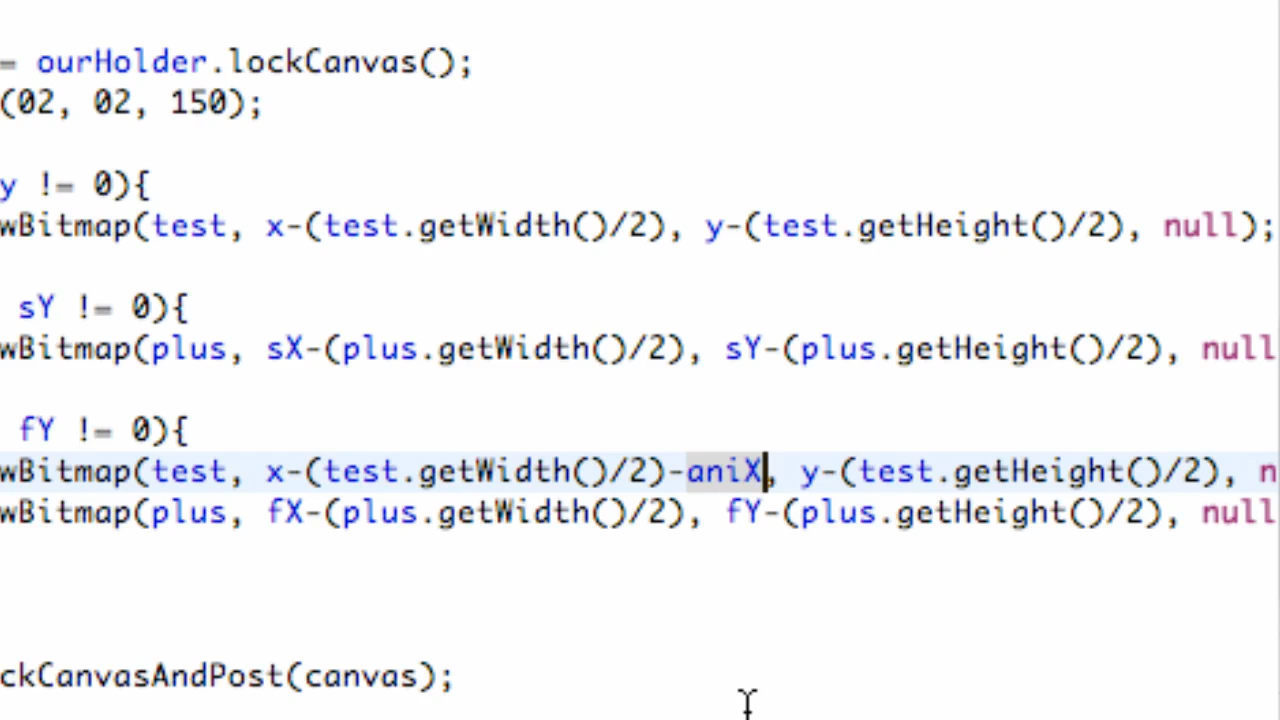 = ourHolder.lockCanvas();
(02, 02, 150);
y != 0){
wBitmap(test, x-(test.getWidth()/2), y-(test.getHeight()/2), null);
sY != 0){
wBitmap(plus, sX-(plus.getWidth()/2), sY-(plus.getHeight()/2), null
fY != 0){
wBitmap(test, x-(test.getWidth()/2)-aniX, y-(test.getHeight()/2), n
wBitmap(plus, fX-(plus.getWidth()/2), fY-(plus.getHeight()/2), null
ckCanvasAndPost(canvas);